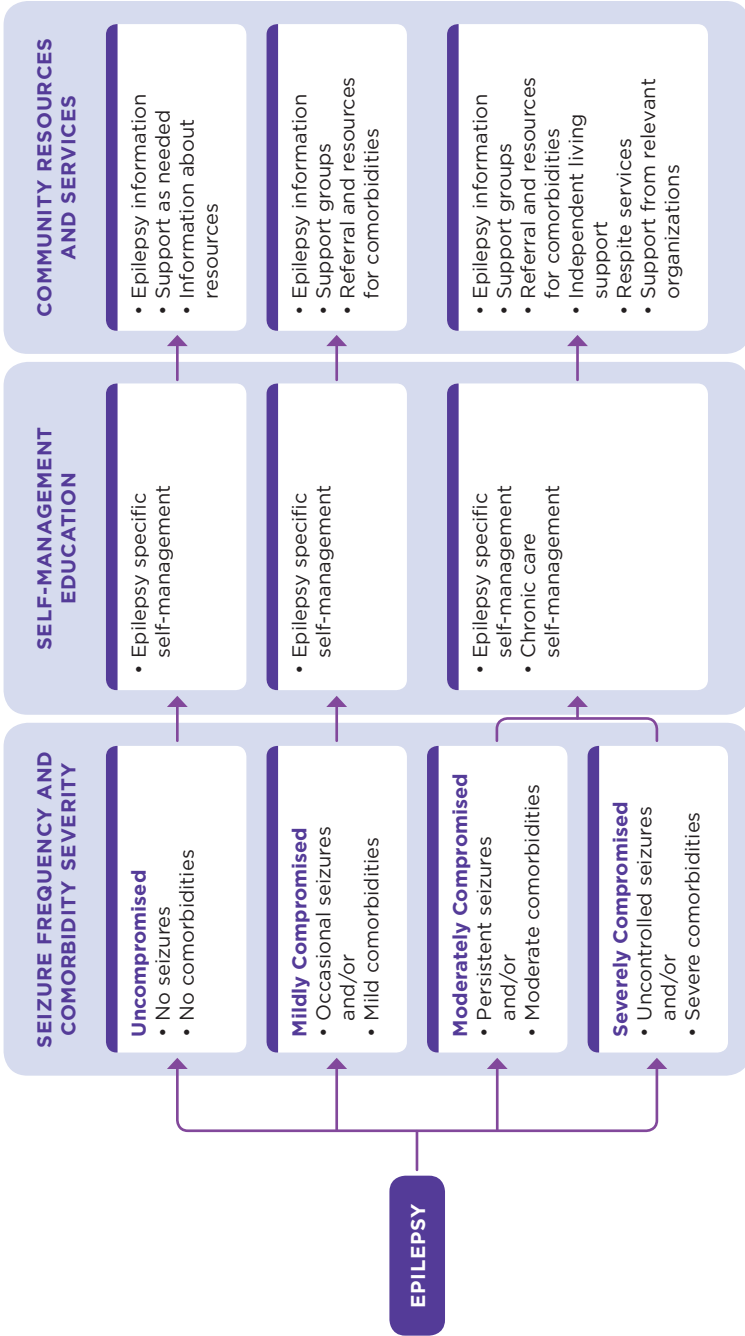 EPILEPSY
SEIZURE FREQUENCY AND
COMORBIDITY SEVERITY
Uncompromised
• No seizures
• No comorbidities
Mildly Compromised
• Occasional seizures
and/or
• Mild comorbidities
Moderately Compromised
• Persistent seizures
and/or
• Moderate comorbidities
Severely Compromised
• Uncontrolled seizures
and/or
• Severe comorbidities
SELF-MANAGEMENT
EDUCATION
• Epilepsy specific
self-management
• Epilepsy specific
self-management
• Epilepsy specific
self-management
• Chronic care
self-management
COMMUNITY RESOURCES
AND SERVICES
• Epilepsy information
• Support as needed
• Information about
resources
• Epilepsy information
• Support groups
• Referral and resources
for comorbidities
• Epilepsy information
• Support groups
• Referral and resources
for comorbidities
• Independent living
support
• Respite services
• Support from relevant
organizations